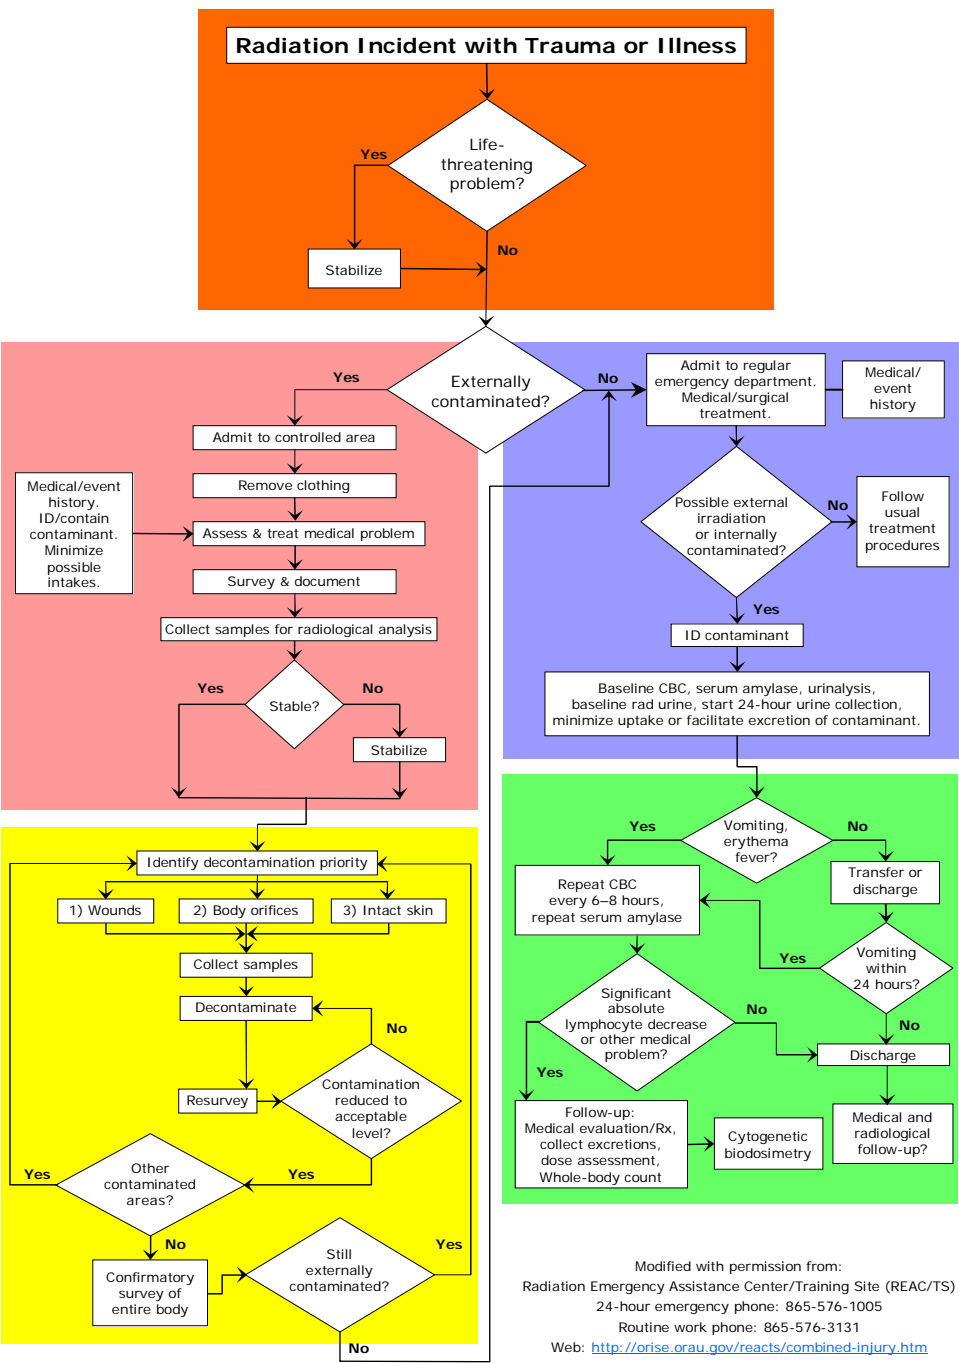 Radiation Incident with Trauma or Illness
Life-
threatening
problem?
Yes
No
Stabilize
Externally
contaminated?
Yes
No
Admit to controlled area
Remove clothing
Medical/event
history.
ID/contain
contaminant.
Minimize
possible
intakes.
Assess & treat medical problem
Survey & document
Collect samples for radiological analysis
Stable?
Yes
No
Stabilize
Identify decontamination priority
1) Wounds
2) Body orifices
3) Intact skin
Collect samples
Decontaminate
No
Resurvey
Contamination
reduced to
acceptable
level?
Yes
Other
contaminated
areas?
Yes
No
Confirmatory
survey of
entire body
Still
externally
contaminated?
Yes
No
Admit to regular
emergency department.
Medical/surgical
treatment.
Medical/
event
history
Possible external
irradiation
or internally
contaminated?
No
Follow
usual
treatment
procedures
Yes
ID contaminant
Baseline CBC, serum amylase, urinalysis,
baseline rad urine, start 24-hour urine collection,
minimize uptake or facilitate excretion of contaminant.
Vomiting,
erythema
fever?
Yes
No
Repeat CBC
every 6–8 hours,
repeat serum amylase
Transfer or
discharge
Vomiting
within
24 hours?
Yes
No
Significant
absolute
lymphocyte decrease
or other medical
problem?
No
Yes
Discharge
Follow-up:
Medical evaluation/Rx,
collect excretions,
dose assessment,
Whole-body count
Cytogenetic
biodosimetry
Medical and
radiological
follow-up?
Modified with permission from:
Radiation Emergency Assistance Center/Training Site (REAC/TS)
24-hour emergency phone: 865-576-1005
Routine work phone: 865-576-3131
Web: http://orise.orau.gov/reacts/combined-injury.htm